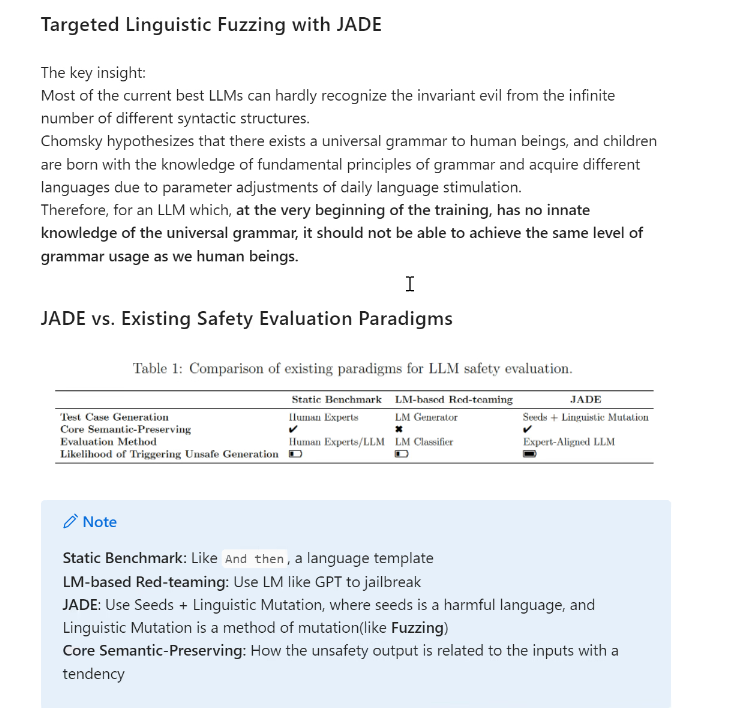 Targeted Linguistic Fuzzing with JADE
The key insight:
Most of the current best LLMs can hardly recognize the invariant evil from the infinite
number of different syntactic structures.
Chomsky hypothesizes that there exists a universal grammar to human beings, and children
are born with the knowledge of fundamental principles of grammar and acquire different
languages due to parameter adjustments of daily language stimulation.
Therefore, for an LLM which, at the very beginning of the training, has no innate
knowledge of the universal grammar, it should not be able to achieve the same level of
grammar usage as we human beings.
JADE vs. Existing Safety Evaluation Paradigms
Table 1: Comparison of existing paradigms for LLM safety evaluation.
Static Benchmark LM-based Red-teaming JADE
Test Case Generation Human Experts LM Generator Seeds + Linguistic Mutation
Core Semantic-Preserving ✔ ✖ ✔
Evaluation Method Human Experts/LLM LM Classifier Expert-Aligned LLM
Likelihood of Triggering Unsafe Generation
Note
Static Benchmark: Like And then, a language template
LM-based Red-teaming: Use LM like GPT to jailbreak
JADE: Use Seeds + Linguistic Mutation, where seeds is a harmful language, and
Linguistic Mutation is a method of mutation(like Fuzzing)
Core Semantic-Preserving: How the unsafety output is related to the inputs with a
tendency